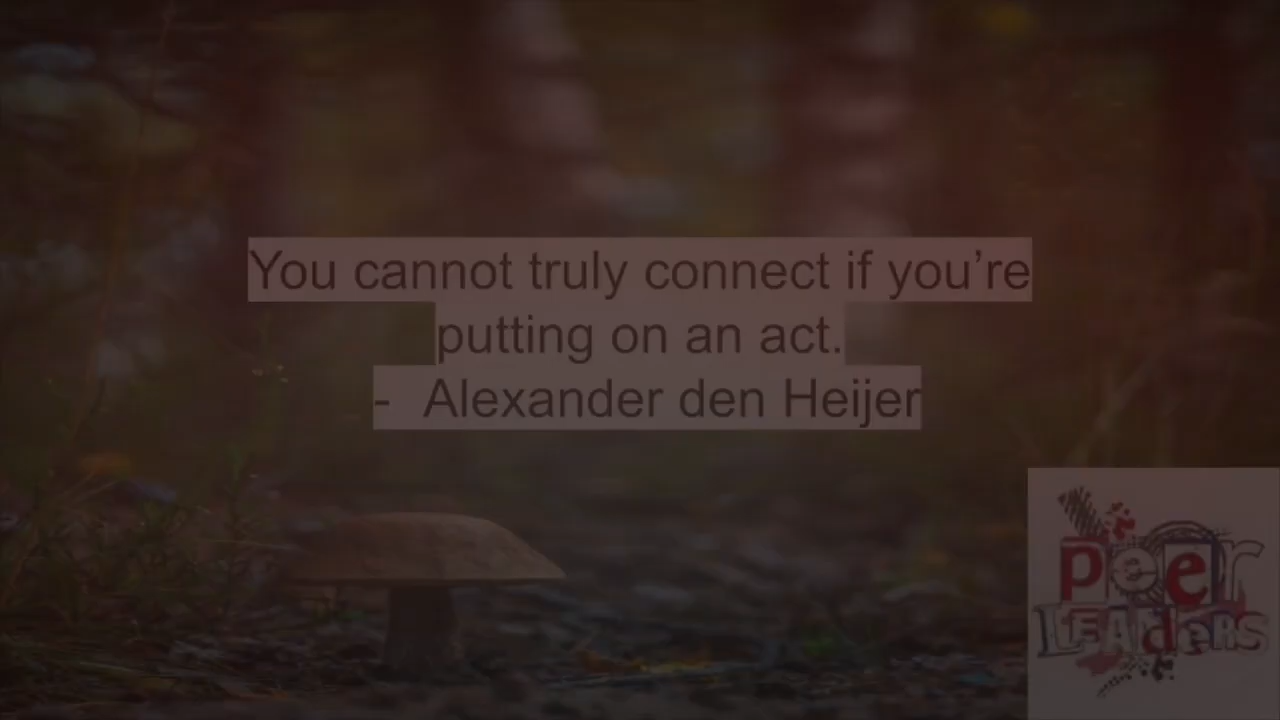 You cannot truly connect if you’re
putting on an act.
- Alexander den Heijer
peer
LEAderS